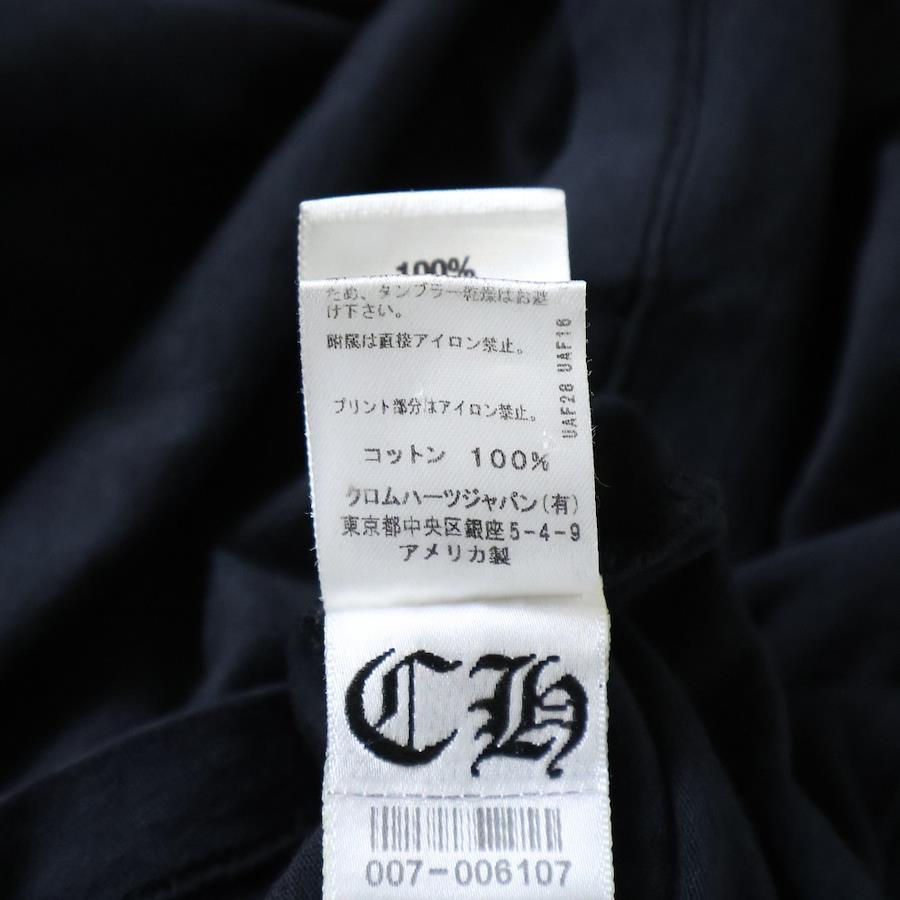 100%
ため、タンブラー乾燥はお避
け下さい。
附属は直接アイロン禁止。
プリント部分はアイロン禁止。
コットン 100%
クロムハーツジャパン(有)
東京都中央区銀座5-4-9
アメリカ製
UAF28 UAF16
CH
007-006107